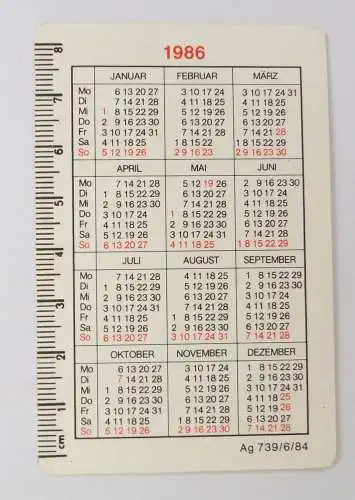 1986
JANUAR FEBRUAR MÄRZ
Mo 6 13 20 27 3 10 17 24 3 10 17 24 31
Di 7 14 21 28 4 11 18 25 4 11 18 25
Mi 1 8 15 22 29 5 12 19 26 5 12 19 26
Do 2 9 16 23 30 6 13 20 27 6 13 20 27
Fr 3 10 17 24 31 7 14 21 28 7 14 21 28
Sa 4 11 18 25 1 8 15 22 1 8 15 22 29
So 5 12 19 26 2 9 16 23 2 9 16 23 30
APRIL MAI JUNI
Mo 7 14 21 28 5 12 19 26 2 9 16 23 30
Di 1 8 15 22 29 6 13 20 27 3 10 17 24
Mi 2 9 16 23 30 7 14 21 28 4 11 18 25
Do 3 10 17 24 1 8 15 22 29 5 12 19 26
Fr 4 11 18 25 2 9 16 23 30 6 13 20 27
Sa 5 12 19 26 3 10 17 24 31 7 14 21 28
So 6 13 20 27 4 11 18 25 1 8 15 22 29
JULI AUGUST SEPTEMBER
Mo 7 14 21 28 4 11 18 25 1 8 15 22 29
Di 1 8 15 22 29 5 12 19 26 2 9 16 23 30
Mi 2 9 16 23 30 6 13 20 27 3 10 17 24
Do 3 10 17 24 31 7 14 21 28 4 11 18 25
Fr 4 11 18 25 1 8 15 22 29 5 12 19 26
Sa 5 12 19 26 2 9 16 23 30 6 13 20 27
So 6 13 20 27 3 10 17 24 31 7 14 21 28
OKTOBER NOVEMBER DEZEMBER
Mo 6 13 20 27 3 10 17 24 1 8 15 22 29
Di 7 14 21 28 4 11 18 25 2 9 16 23 30
Mi 1 8 15 22 29 5 12 19 26 3 10 17 24 31
Do 2 9 16 23 30 6 13 20 27 4 11 18 25
Fr 3 10 17 24 31 7 14 21 28 5 12 19 26
Sa 4 11 18 25 1 8 15 22 29 6 13 20 27
So 5 12 19 26 2 9 16 23 30 7 14 21 28
Ag 739/6/84
8
7
6
5
4
3
2
1
cm